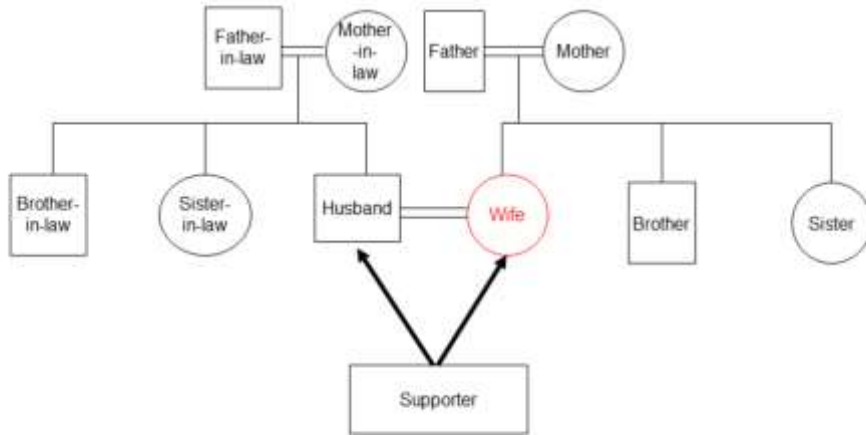 Father-
in-law
Mother
-in-
law
Father
Mother
Brother-
in-law
Sister-
in-law
Husband
Wife
Brother
Sister
Supporter